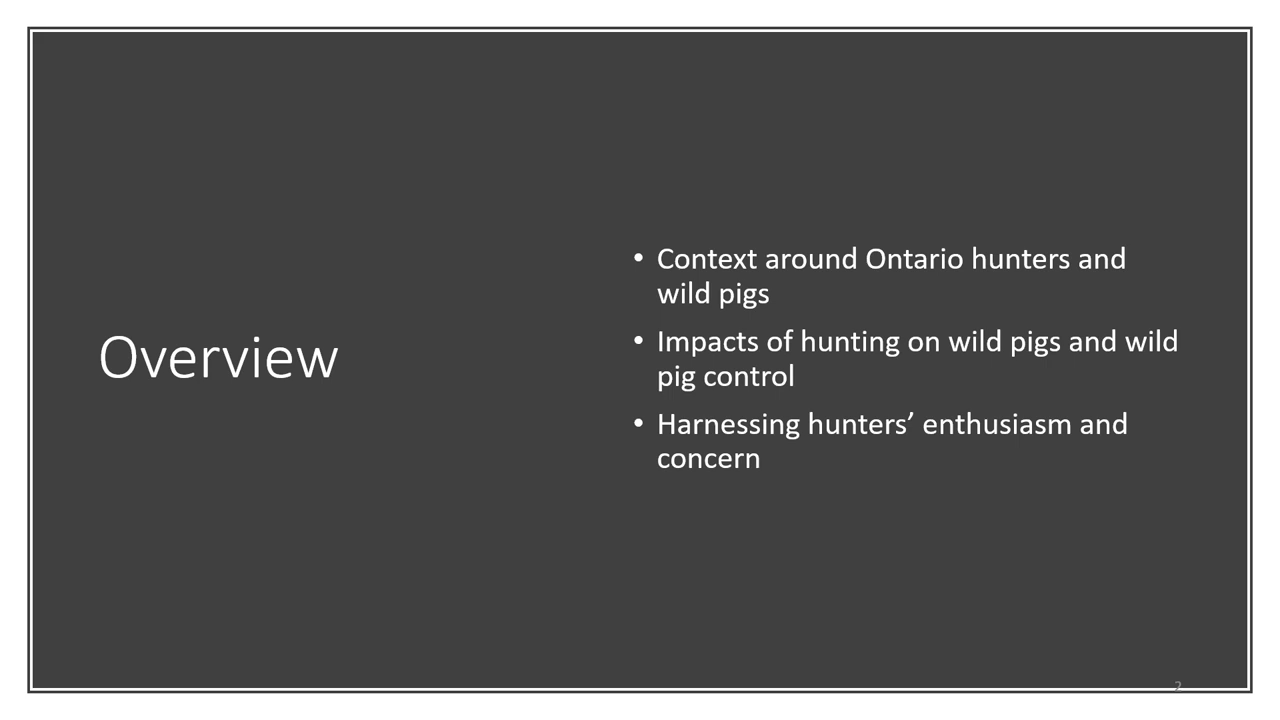 Overview
• Context around Ontario hunters and
wild pigs
• Impacts of hunting on wild pigs and wild
pig control
• Harnessing hunters’ enthusiasm and
concern
2